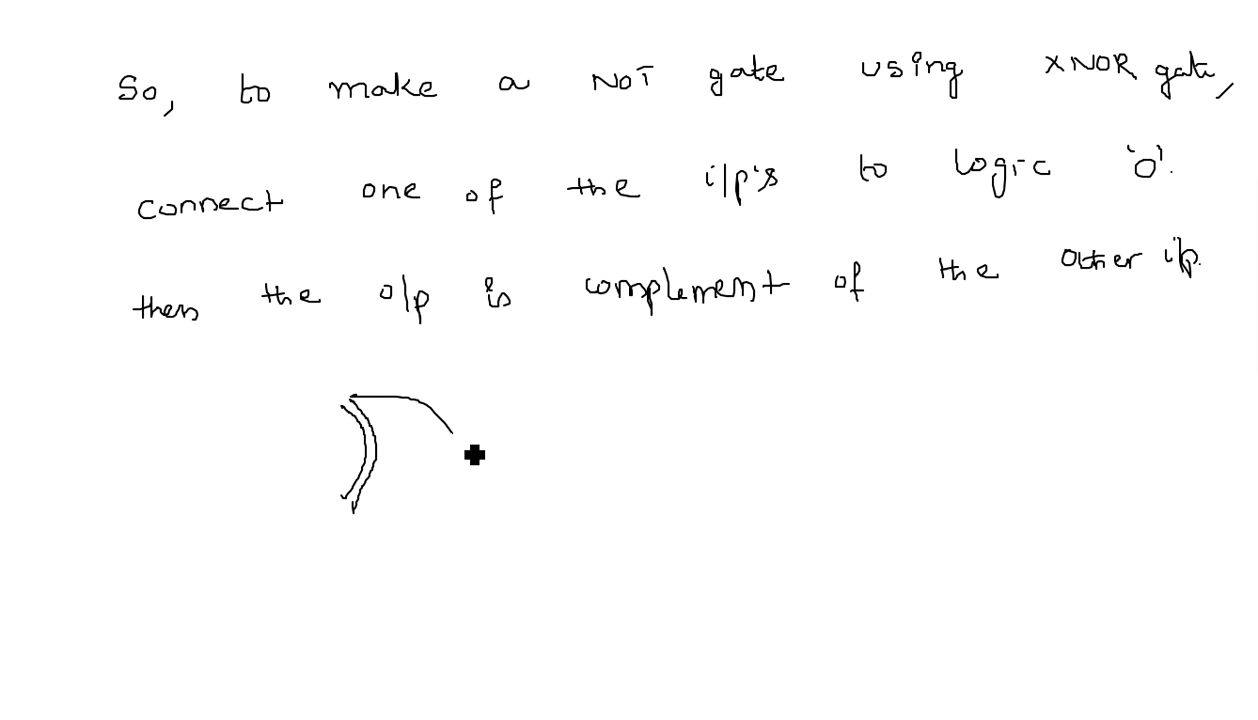 So, to make a NOT gate using XNOR gate,
connect one of the i/p's to logic '0'.
then the o/p is complement of the other i/p.